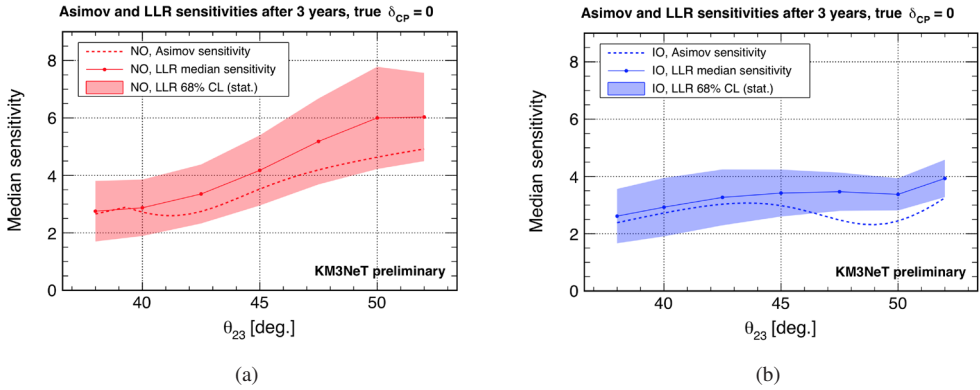 Asimov and LLR sensitivities after 3 years, true δCP = 0
NO, Asimov sensitivity
NO, LLR median sensitivity
NO, LLR 68% CL (stat.)
Median sensitivity
8
6
4
2
0
KM3NeT preliminary
40
45
50
θ23 [deg.]
(a)
Asimov and LLR sensitivities after 3 years, true δCP = 0
IO, Asimov sensitivity
IO, LLR median sensitivity
IO, LLR 68% CL (stat.)
Median sensitivity
8
6
4
2
0
KM3NeT preliminary
40
45
50
θ23 [deg.]
(b)